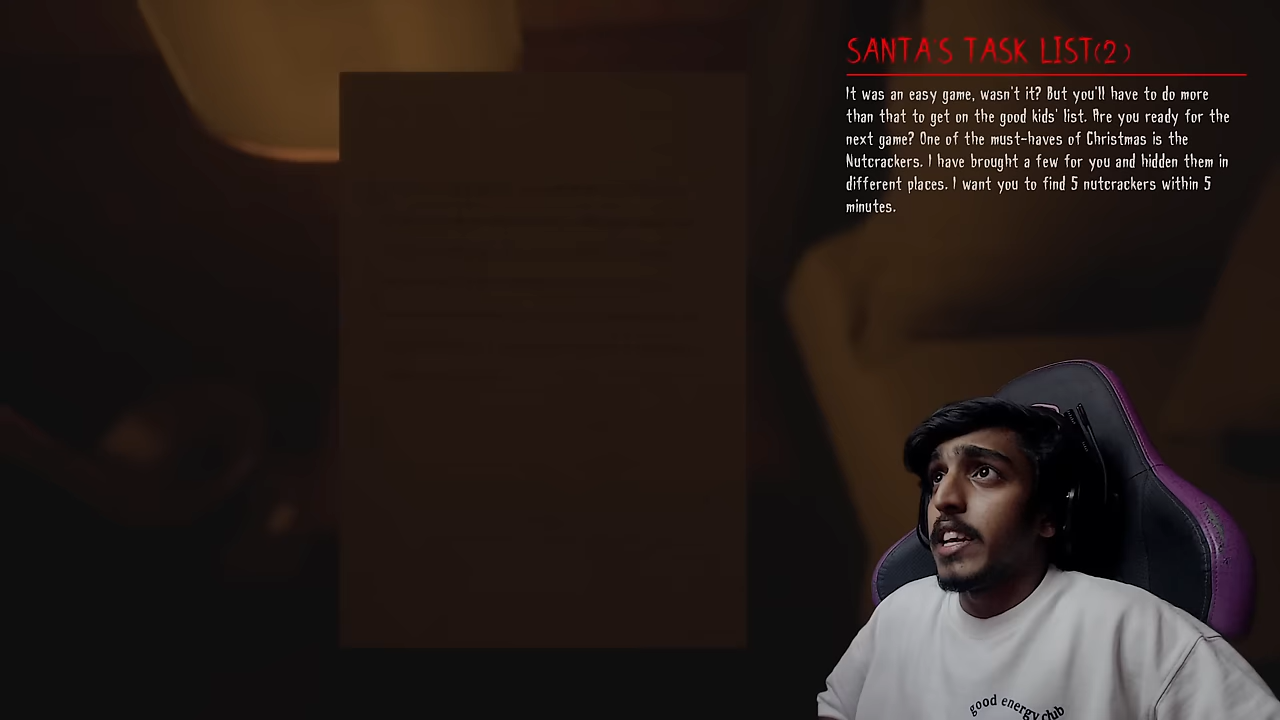 SANTA'S TASK LIST(2)
It was an easy game, wasn't it? But you'll have to do more
than that to get on the good kids' list. Are you ready for the
next game? One of the must-haves of Christmas is the
Nutcrackers. I have brought a few for you and hidden them in
different places. I want you to find 5 nutcrackers within 5
minutes.
good energy club